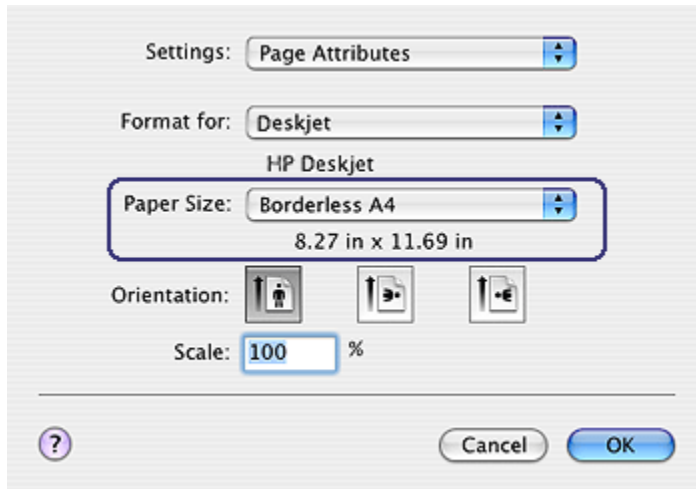 Settings: Page Attributes
Format for: Deskjet
HP Deskjet
Paper Size: Borderless A4
8.27 in x 11.69 in
Orientation:
Scale: 100 %
? Cancel OK